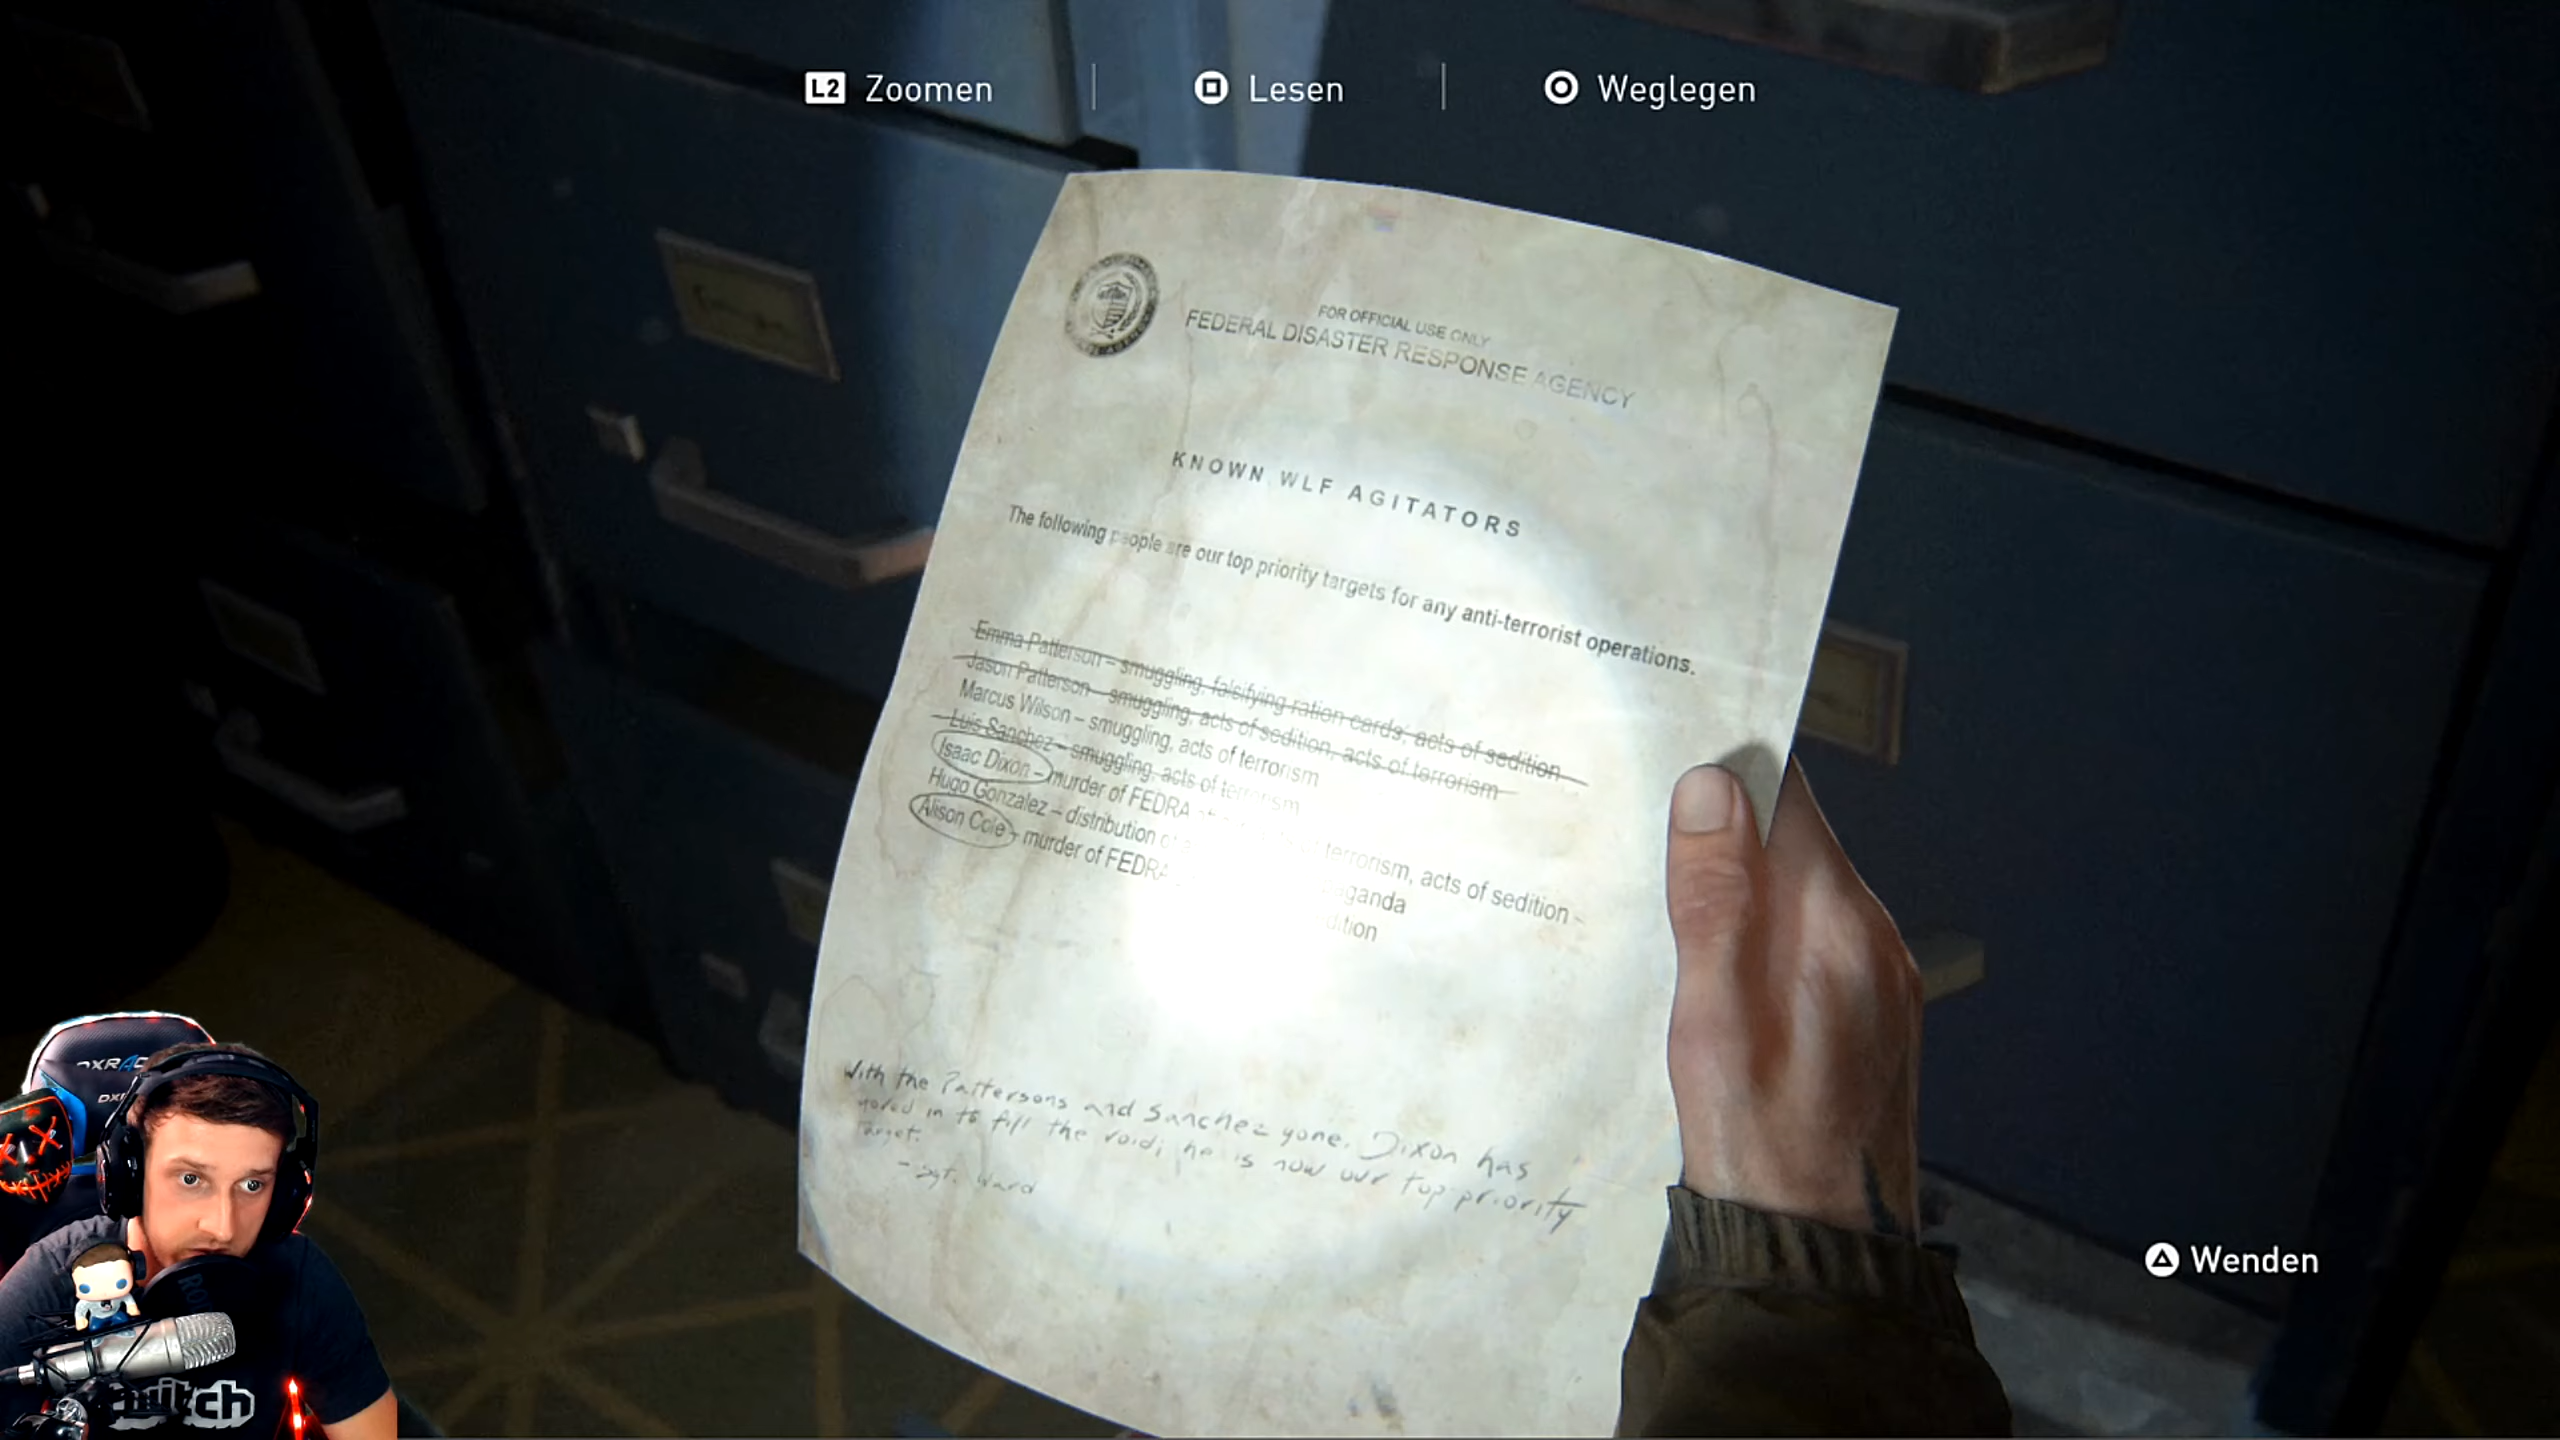 L2 Zoomen
Lesen
Weglegen
FOR OFFICIAL USE ONLY
FEDERAL DISASTER RESPONSE AGENCY
KNOWN WLF AGITATORS
The following people are our top priority targets for any anti-terrorist operations.
Emma Patterson – smuggling, falsifying ration cards, acts of sedition
Jason Patterson – smuggling, acts of sedition, acts of terrorism
Marcus Wilson – smuggling, acts of terrorism
Luis Sanchez – smuggling, acts of terrorism
Isaac Dixon – murder of FEDRA terrorism, acts of sedition –
Hugo Gonzalez – distribution
Alison Cole – murder of FEDRA
With the Pattersons and Sanchez gone, Dixon has
moved in to fill the void; he is now our top priority
Target.
- Sgt. Ward
Wenden
DXRAC
twitch